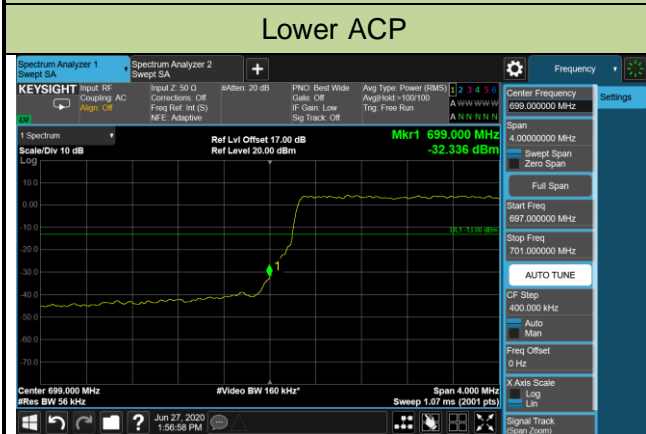 Lower ACP
Spectrum Analyzer 1
Swept SA
Spectrum Analyzer 2
Swept SA
+
Frequency
KEYSIGHT
Input: RF
Coupling: AC
Align: Off
Input Z: 50 Ω
Corrections: Off
Freq Ref: Int (S)
NFE: Adaptive
#Atten: 20 dB
PNO: Best Wide
Gate: Off
IF Gain: Low
Sig Track: Off
Avg Type: Power (RMS)
Avg|Hold:>100/100
Trig: Free Run
1 2 3 4 5 6
A W W W W W
A N N N N N
1 Spectrum
Scale/Div 10 dB
Log
Ref Lvl Offset 17.00 dB
Ref Level 20.00 dBm
Mkr1 699.000 MHz
-32.336 dBm
10.0
0.00
-10.0
-20.0
-30.0
-40.0
-50.0
-60.0
-70.0
DL1 -13.00 dBm
1
Center 699.000 MHz
#Res BW 56 kHz
#Video BW 160 kHz*
Span 4.000 MHz
Sweep 1.07 ms (2001 pts)
Jun 27, 2020
1:56:58 PM
?
Center Frequency
699.000000 MHz
Settings
Span
4.00000000 MHz
Swept Span
Zero Span
Full Span
Start Freq
697.000000 MHz
Stop Freq
701.000000 MHz
AUTO TUNE
CF Step
400.000 kHz
Auto
Man
Freq Offset
0 Hz
X Axis Scale
Log
Lin
Signal Track
(Span Zoom)